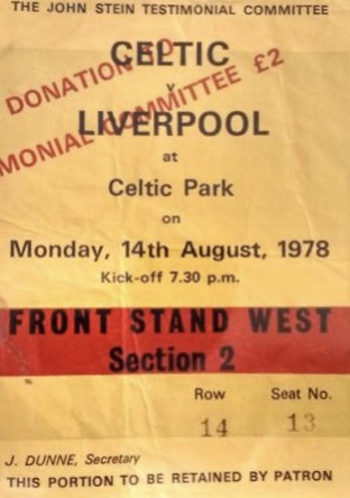 THE JOHN STEIN TESTIMONIAL COMMITTEE
CELTIC
DONATION TO
MONIAL COMMITTEE £2
v
LIVERPOOL
at
Celtic Park
on
Monday, 14th August, 1978
Kick-off 7.30 p.m.
FRONT STAND WEST
Section 2
Row Seat No.
14 13
J. DUNNE, Secretary
THIS PORTION TO BE RETAINED BY PATRON